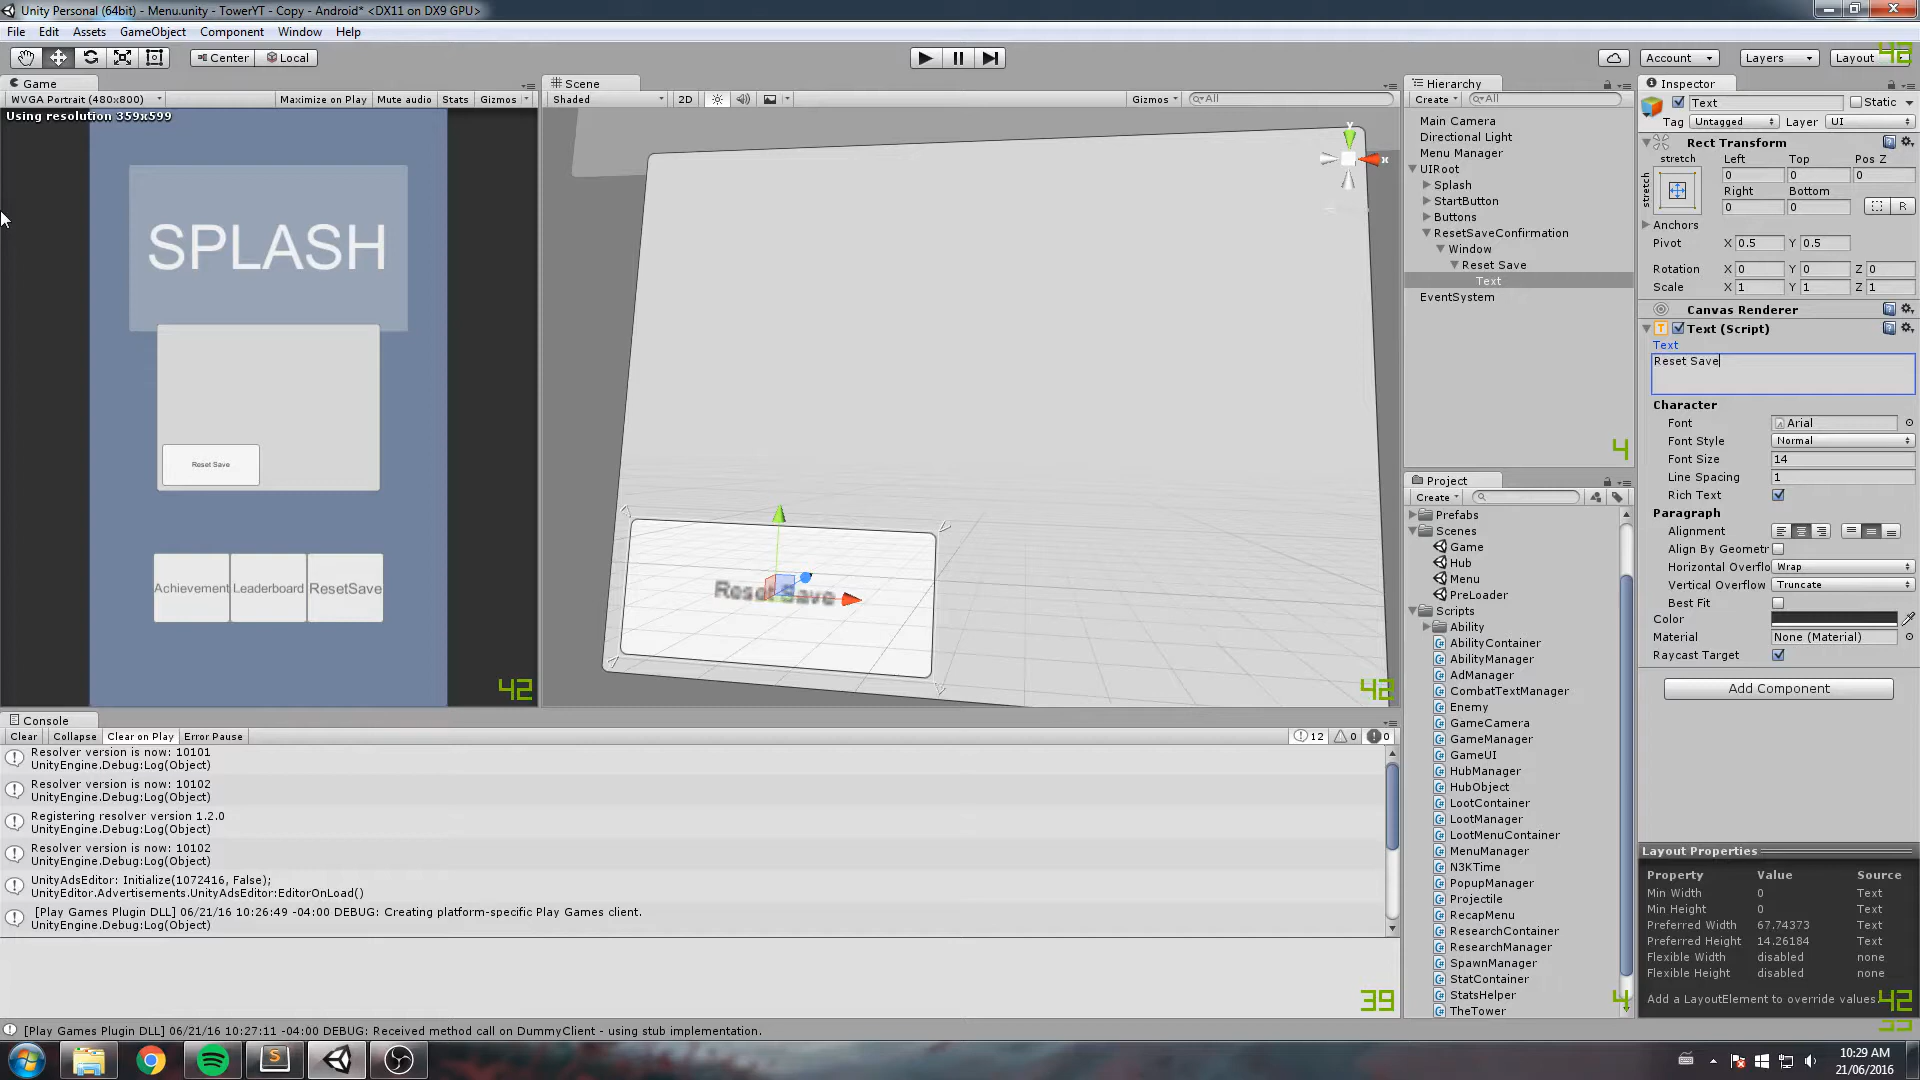 Unity Personal (64bit) - Menu.unity - TowerYT - Copy - Android* <DX11 on DX9 GPU>
File Edit Assets GameObject Component Window Help
Center Local
Account Layers Layout
42
Game
WVGA Portrait (480x800) Maximize on Play Mute audio Stats Gizmos
Using resolution 359x599
SPLASH
Reset Save
Achievement Leaderboard ResetSave
42
Scene
Shaded 2D Gizmos All
Y
x
Reset Save
42
Hierarchy
Create All
Main Camera
Directional Light
Menu Manager
UIRoot
Splash
StartButton
Buttons
ResetSaveConfirmation
Window
Reset Save
Text
EventSystem
4
Project
Create
Prefabs
Scenes
Game
Hub
Menu
PreLoader
Scripts
Ability
AbilityContainer
AbilityManager
AdManager
CombatTextManager
Enemy
GameCamera
GameManager
GameUI
HubManager
HubObject
LootContainer
LootManager
LootMenuContainer
MenuManager
N3KTime
PopupManager
Projectile
RecapMenu
ResearchContainer
ResearchManager
SpawnManager
StatContainer
StatsHelper
TheTower
4
Inspector
Text Static
Tag Untagged Layer UI
Rect Transform
stretch Left Top Pos Z
stretch 0 0 0
Right Bottom
0 0 R
Anchors
Pivot X 0.5 Y 0.5
Rotation X 0 Y 0 Z 0
Scale X 1 Y 1 Z 1
Canvas Renderer
Text (Script)
Text
Reset Save
Character
Font Arial
Font Style Normal
Font Size 14
Line Spacing 1
Rich Text
Paragraph
Alignment
Align By Geometr
Horizontal Overflo Wrap
Vertical Overflow Truncate
Best Fit
Color
Material None (Material)
Raycast Target
Add Component
Layout Properties
Property Value Source
Min Width 0 Text
Min Height 0 Text
Preferred Width 67.74373 Text
Preferred Height 14.26184 Text
Flexible Width disabled none
Flexible Height disabled none
Add a LayoutElement to override values.
42
Console
Clear Collapse Clear on Play Error Pause 12 0 0
Resolver version is now: 10101
UnityEngine.Debug:Log(Object)
Resolver version is now: 10102
UnityEngine.Debug:Log(Object)
Registering resolver version 1.2.0
UnityEngine.Debug:Log(Object)
Resolver version is now: 10102
UnityEngine.Debug:Log(Object)
UnityAdsEditor: Initialize(1072416, False);
UnityEditor.Advertisements.UnityAdsEditor:EditorOnLoad()
[Play Games Plugin DLL] 06/21/16 10:26:49 -04:00 DEBUG: Creating platform-specific Play Games client.
UnityEngine.Debug:Log(Object)
39
[Play Games Plugin DLL] 06/21/16 10:27:11 -04:00 DEBUG: Received method call on DummyClient - using stub implementation.
10:29 AM
21/06/2016